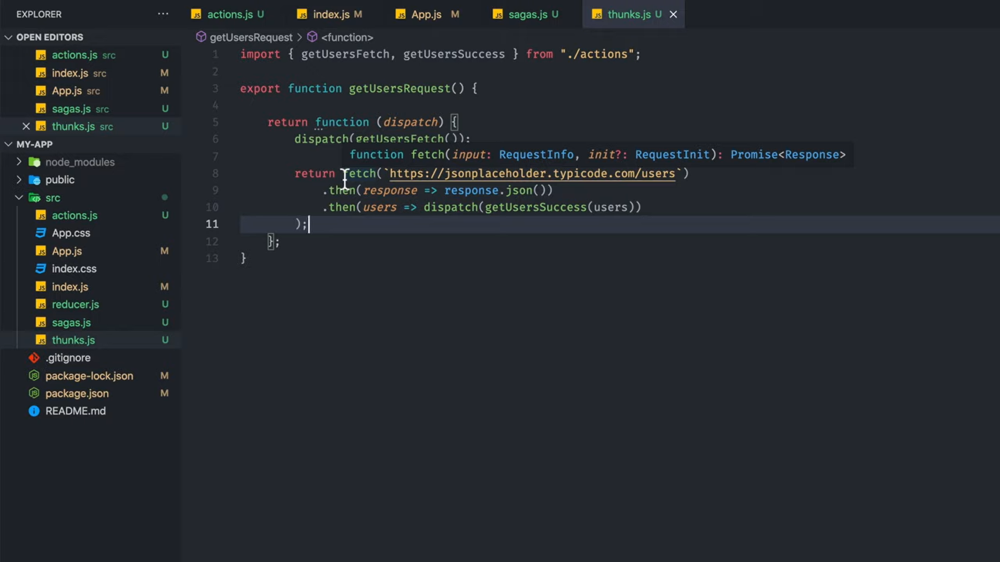 EXPLORER ...
OPEN EDITORS
actions.js src U
index.js src M
App.js src M
sagas.js src U
thunks.js src U
MY-APP
node_modules
public
src
actions.js U
App.css
App.js M
index.css
index.js M
reducer.js U
sagas.js U
thunks.js U
.gitignore
package-lock.json M
package.json M
README.md
actions.js U index.js M App.js M sagas.js U thunks.js U
getUsersRequest > <function>
1 import { getUsersFetch, getUsersSuccess } from "./actions";
2
3 export function getUsersRequest() {
4
5 return function (dispatch) {
6 dispatch(getUsersFetch());
7 function fetch(input: RequestInfo, init?: RequestInit): Promise<Response>
8 return fetch(`https://jsonplaceholder.typicode.com/users`)
9 .then(response => response.json())
10 .then(users => dispatch(getUsersSuccess(users))
11 );
12 };
13 }